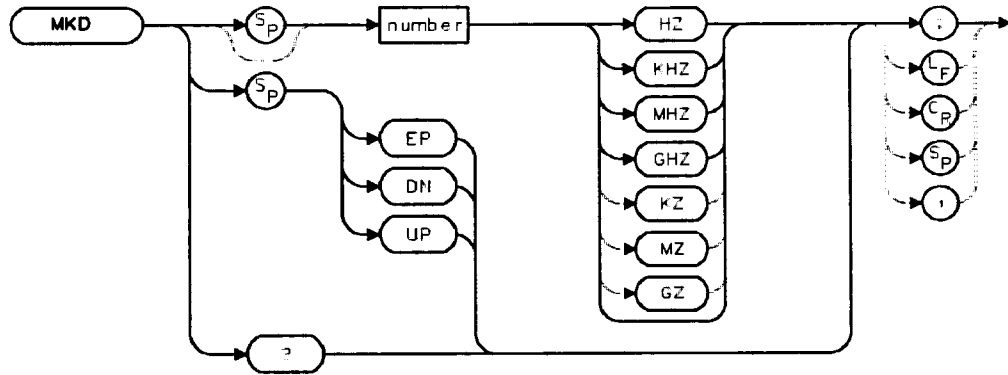 MKD
SP
number
HZ
;
KHZ
LF
SP
MHZ
CR
EP
GHZ
SP
DN
KZ
,
UP
MZ
GZ
?